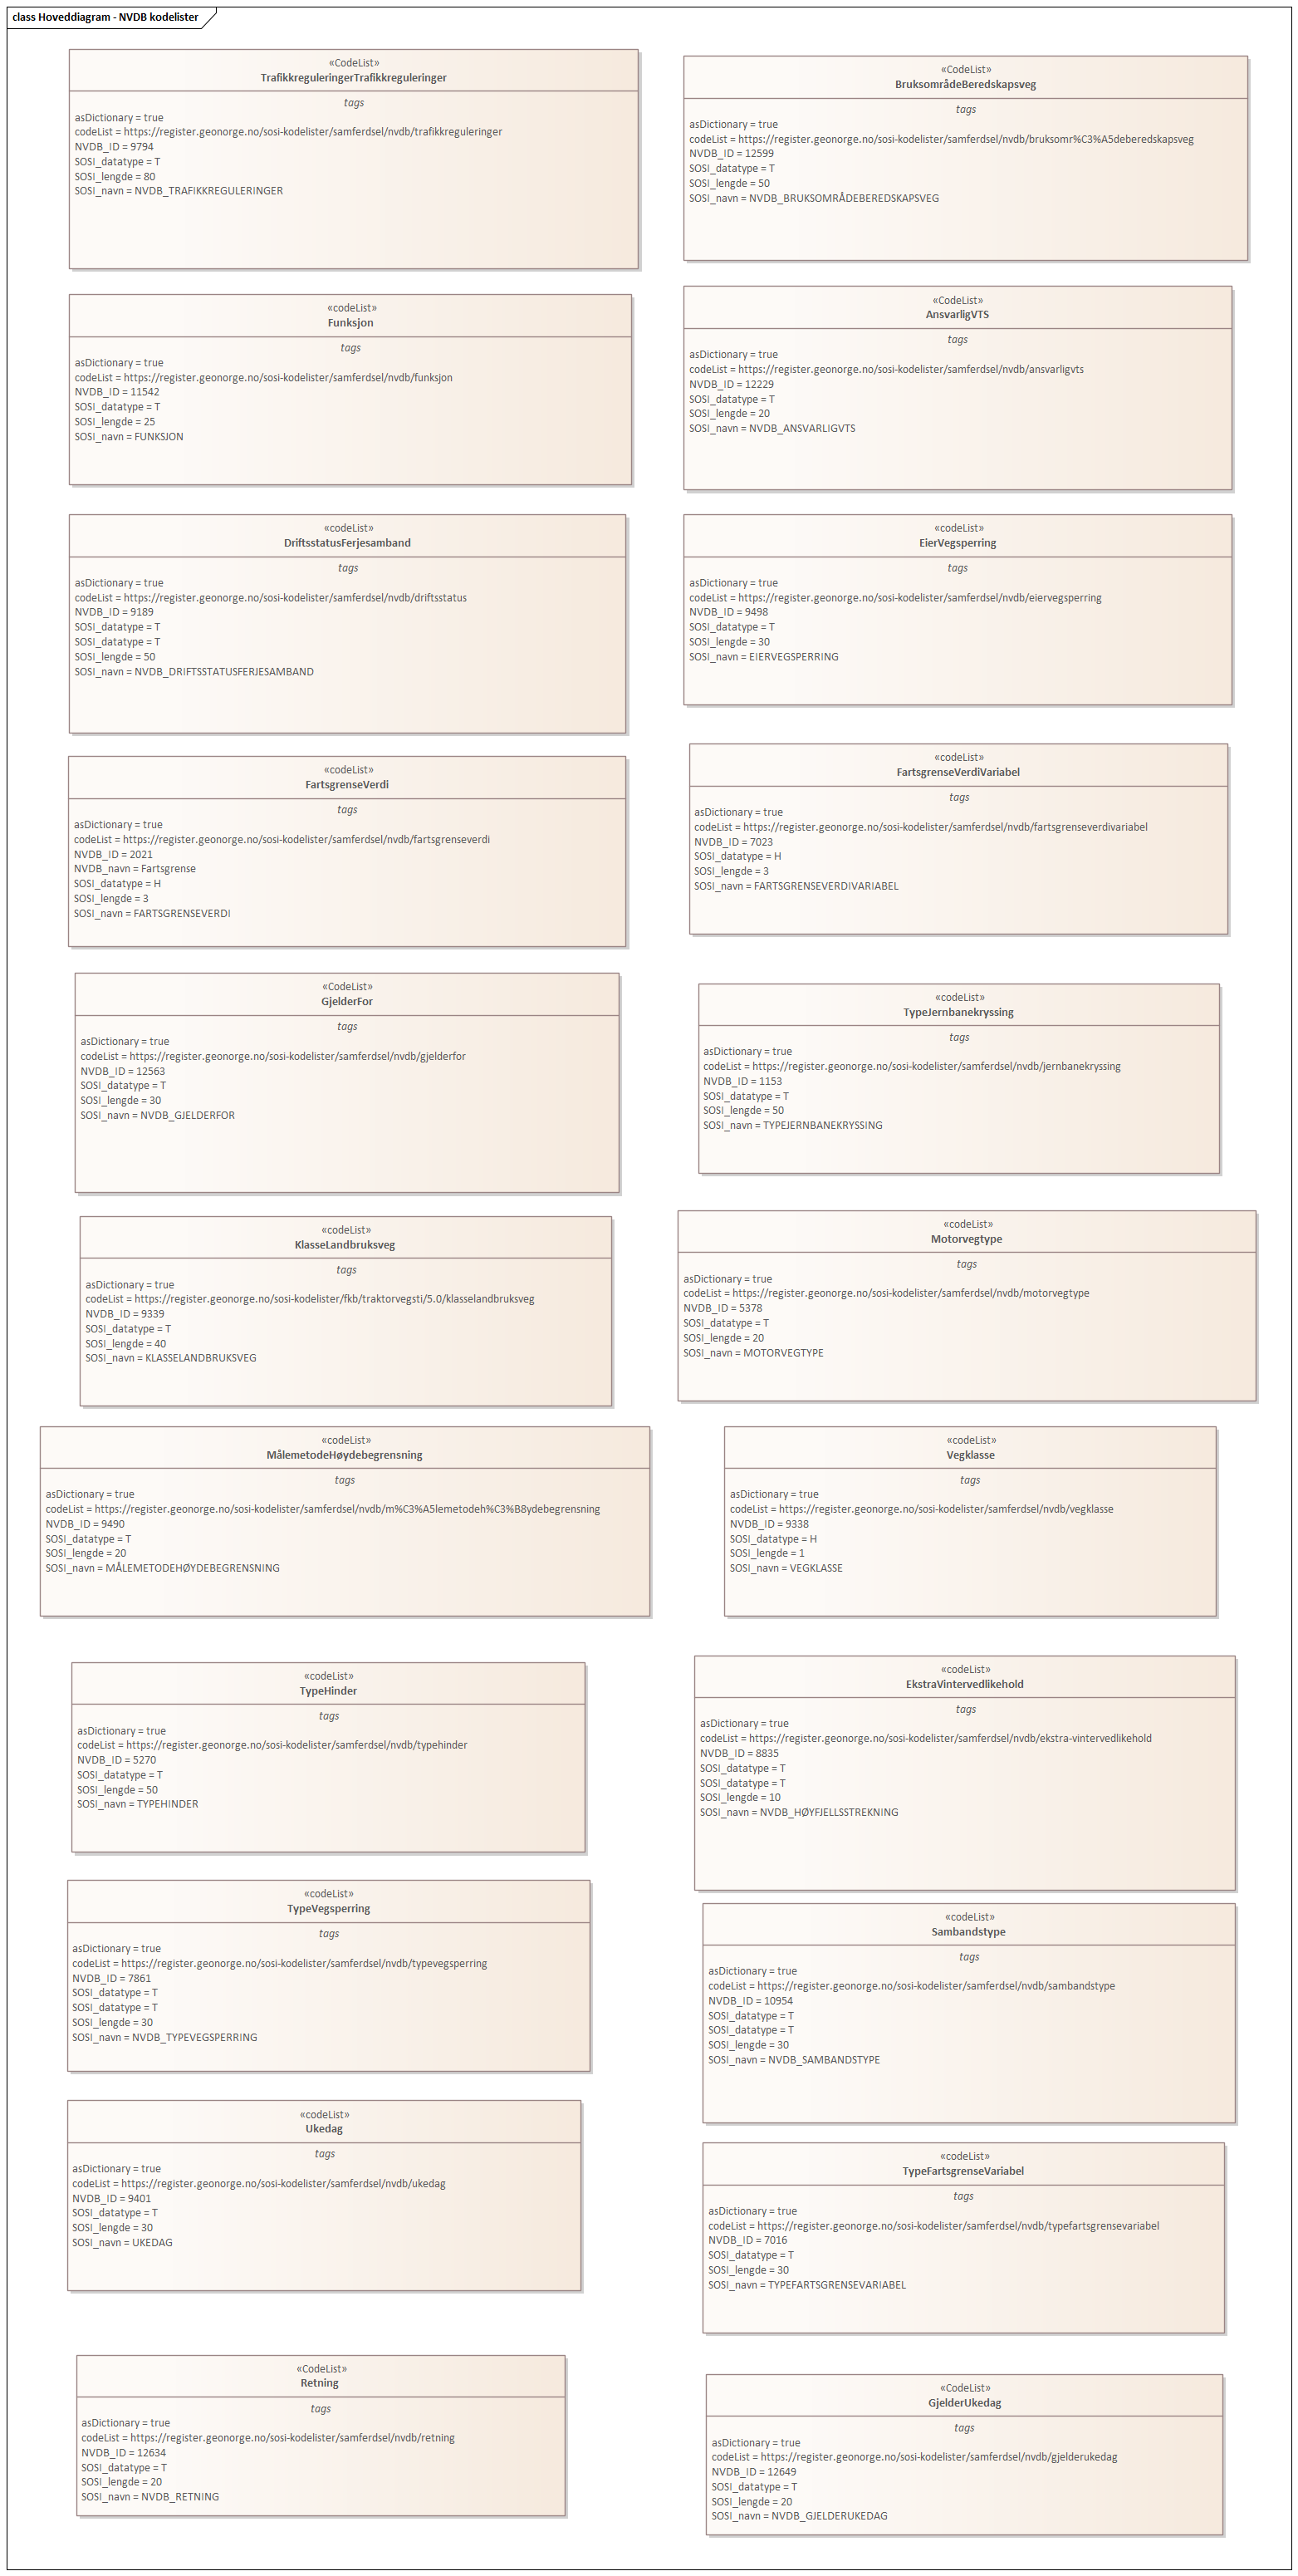 class Hoveddiagram - NVDB kodelister
«CodeList»
TrafikkreguleringerTrafikkreguleringer
tags
asDictionary = true
codeList = https://register.geonorge.no/sosi-kodelister/samferdsel/nvdb/trafikkreguleringer
NVDB_ID = 9794
SOSI_datatype = T
SOSI_lengde = 80
SOSI_navn = NVDB_TRAFIKKREGULERINGER
«CodeList»
BruksområdeBeredskapsveg
tags
asDictionary = true
codeList = https://register.geonorge.no/sosi-kodelister/samferdsel/nvdb/bruksomr%C3%A5deberedskapsveg
NVDB_ID = 12599
SOSI_datatype = T
SOSI_lengde = 50
SOSI_navn = NVDB_BRUKSOMRÅDEBEREDSKAPSVEG
«codeList»
Funksjon
tags
asDictionary = true
codeList = https://register.geonorge.no/sosi-kodelister/samferdsel/nvdb/funksjon
NVDB_ID = 11542
SOSI_datatype = T
SOSI_lengde = 25
SOSI_navn = FUNKSJON
«CodeList»
AnsvarligVTS
tags
asDictionary = true
codeList = https://register.geonorge.no/sosi-kodelister/samferdsel/nvdb/ansvarligvts
NVDB_ID = 12229
SOSI_datatype = T
SOSI_lengde = 20
SOSI_navn = NVDB_ANSVARLIGVTS
«codeList»
DriftsstatusFerjesamband
tags
asDictionary = true
codeList = https://register.geonorge.no/sosi-kodelister/samferdsel/nvdb/driftsstatus
NVDB_ID = 9189
SOSI_datatype = T
SOSI_datatype = T
SOSI_lengde = 50
SOSI_navn = NVDB_DRIFTSSTATUSFERJESAMBAND
«codeList»
EierVegsperring
tags
asDictionary = true
codeList = https://register.geonorge.no/sosi-kodelister/samferdsel/nvdb/eiervegsperring
NVDB_ID = 9498
SOSI_datatype = T
SOSI_lengde = 30
SOSI_navn = EIERVEGSPERRING
«codeList»
FartsgrenseVerdi
tags
asDictionary = true
codeList = https://register.geonorge.no/sosi-kodelister/samferdsel/nvdb/fartsgrenseverdi
NVDB_ID = 2021
NVDB_navn = Fartsgrense
SOSI_datatype = H
SOSI_lengde = 3
SOSI_navn = FARTSGRENSEVERDI
«codeList»
FartsgrenseVerdiVariabel
tags
asDictionary = true
codeList = https://register.geonorge.no/sosi-kodelister/samferdsel/nvdb/fartsgrenseverdivariabel
NVDB_ID = 7023
SOSI_datatype = H
SOSI_lengde = 3
SOSI_navn = FARTSGRENSEVERDIVARIABEL
«CodeList»
GjelderFor
tags
asDictionary = true
codeList = https://register.geonorge.no/sosi-kodelister/samferdsel/nvdb/gjelderfor
NVDB_ID = 12563
SOSI_datatype = T
SOSI_lengde = 30
SOSI_navn = NVDB_GJELDERFOR
«codeList»
TypeJernbanekryssing
tags
asDictionary = true
codeList = https://register.geonorge.no/sosi-kodelister/samferdsel/nvdb/jernbanekryssing
NVDB_ID = 1153
SOSI_datatype = T
SOSI_lengde = 50
SOSI_navn = TYPEJERNBANEKRYSSING
«codeList»
KlasseLandbruksveg
tags
asDictionary = true
codeList = https://register.geonorge.no/sosi-kodelister/fkb/traktorvegsti/5.0/klasselandbruksveg
NVDB_ID = 9339
SOSI_datatype = T
SOSI_lengde = 40
SOSI_navn = KLASSELANDBRUKSVEG
«codeList»
Motorvegtype
tags
asDictionary = true
codeList = https://register.geonorge.no/sosi-kodelister/samferdsel/nvdb/motorvegtype
NVDB_ID = 5378
SOSI_datatype = T
SOSI_lengde = 20
SOSI_navn = MOTORVEGTYPE
«codeList»
MålemetodeHøydebegrensning
tags
asDictionary = true
codeList = https://register.geonorge.no/sosi-kodelister/samferdsel/nvdb/m%C3%A5lemetodeh%C3%B8ydebegrensning
NVDB_ID = 9490
SOSI_datatype = T
SOSI_lengde = 20
SOSI_navn = MÅLEMETODEHØYDEBEGRENSNING
«codeList»
Vegklasse
tags
asDictionary = true
codeList = https://register.geonorge.no/sosi-kodelister/samferdsel/nvdb/vegklasse
NVDB_ID = 9338
SOSI_datatype = H
SOSI_lengde = 1
SOSI_navn = VEGKLASSE
«codeList»
TypeHinder
tags
asDictionary = true
codeList = https://register.geonorge.no/sosi-kodelister/samferdsel/nvdb/typehinder
NVDB_ID = 5270
SOSI_datatype = T
SOSI_lengde = 50
SOSI_navn = TYPEHINDER
«codeList»
EkstraVintervedlikehold
tags
asDictionary = true
codeList = https://register.geonorge.no/sosi-kodelister/samferdsel/nvdb/ekstra-vintervedlikehold
NVDB_ID = 8835
SOSI_datatype = T
SOSI_datatype = T
SOSI_lengde = 10
SOSI_navn = NVDB_HØYFJELLSSTREKNING
«codeList»
TypeVegsperring
tags
asDictionary = true
codeList = https://register.geonorge.no/sosi-kodelister/samferdsel/nvdb/typevegsperring
NVDB_ID = 7861
SOSI_datatype = T
SOSI_datatype = T
SOSI_lengde = 30
SOSI_navn = NVDB_TYPEVEGSPERRING
«codeList»
Sambandstype
tags
asDictionary = true
codeList = https://register.geonorge.no/sosi-kodelister/samferdsel/nvdb/sambandstype
NVDB_ID = 10954
SOSI_datatype = T
SOSI_datatype = T
SOSI_lengde = 30
SOSI_navn = NVDB_SAMBANDSTYPE
«codeList»
Ukedag
tags
asDictionary = true
codeList = https://register.geonorge.no/sosi-kodelister/samferdsel/nvdb/ukedag
NVDB_ID = 9401
SOSI_datatype = T
SOSI_lengde = 30
SOSI_navn = UKEDAG
«codeList»
TypeFartsgrenseVariabel
tags
asDictionary = true
codeList = https://register.geonorge.no/sosi-kodelister/samferdsel/nvdb/typefartsgrensevariabel
NVDB_ID = 7016
SOSI_datatype = T
SOSI_lengde = 30
SOSI_navn = TYPEFARTSGRENSEVARIABEL
«CodeList»
Retning
tags
asDictionary = true
codeList = https://register.geonorge.no/sosi-kodelister/samferdsel/nvdb/retning
NVDB_ID = 12634
SOSI_datatype = T
SOSI_lengde = 20
SOSI_navn = NVDB_RETNING
«CodeList»
GjelderUkedag
tags
asDictionary = true
codeList = https://register.geonorge.no/sosi-kodelister/samferdsel/nvdb/gjelderukedag
NVDB_ID = 12649
SOSI_datatype = T
SOSI_lengde = 20
SOSI_navn = NVDB_GJELDERUKEDAG